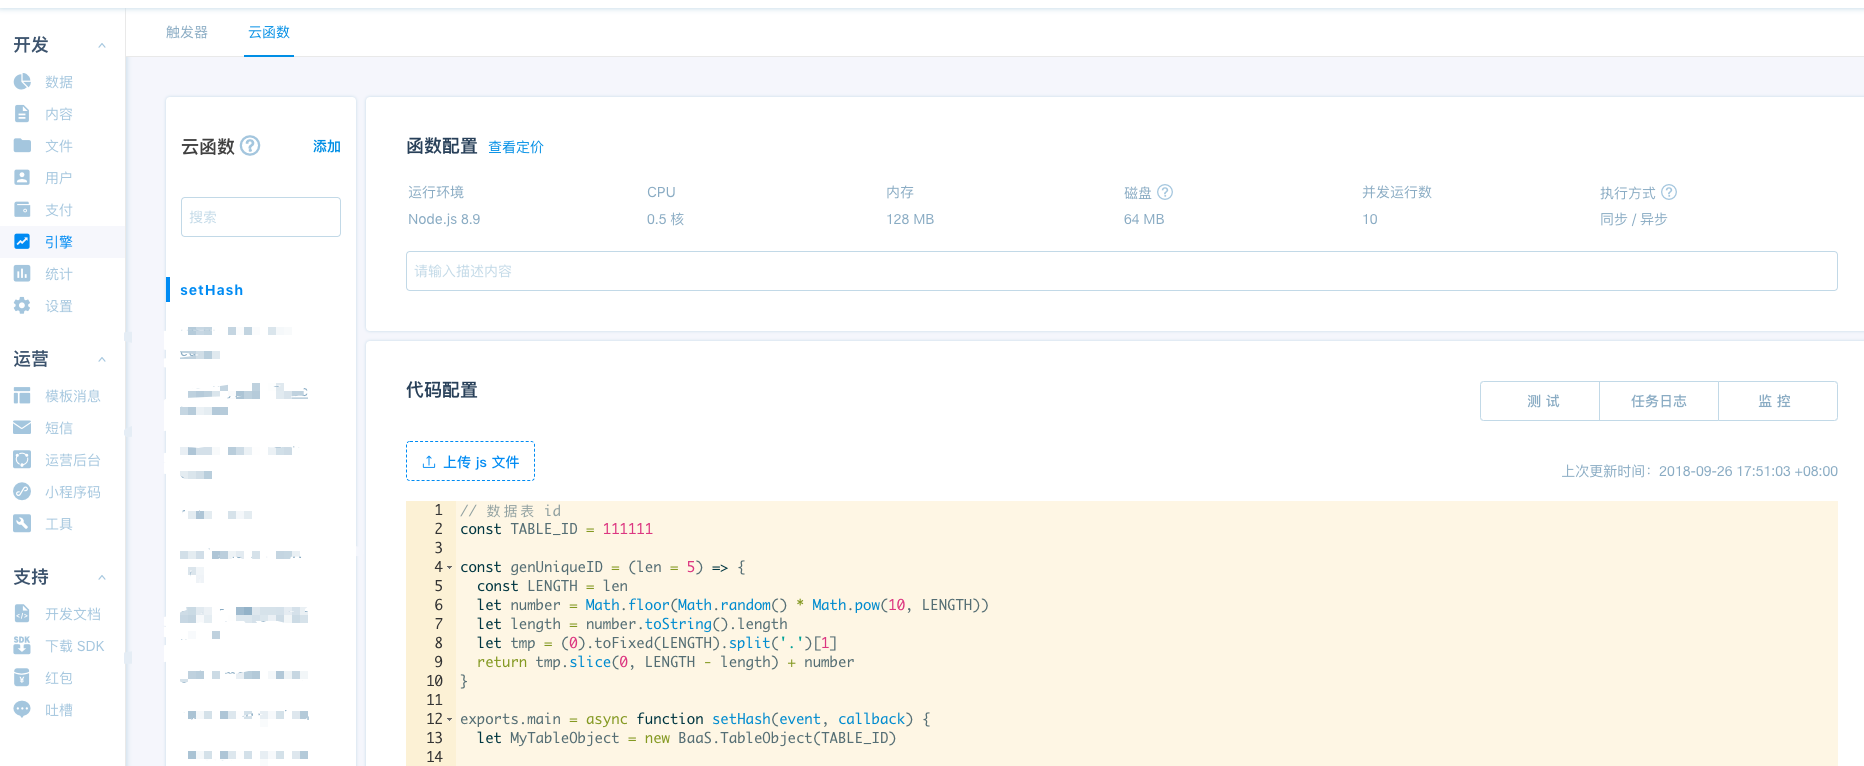 触发器
云函数
开发
数据
内容
文件
用户
支付
引擎
统计
设置
运营
模板消息
短信
运营后台
小程序码
工具
支持
开发文档
SDK
下载 SDK
红包
吐槽
云函数 ?
添加
搜索
setHash
函数配置 查看定价
运行环境
Node.js 8.9
CPU
0.5 核
内存
128 MB
磁盘 ?
64 MB
并发运行数
10
执行方式 ?
同步 / 异步
请输入描述内容
代码配置
测 试
任务日志
监 控
上传 js 文件
上次更新时间：2018-09-26 17:51:03 +08:00
1 // 数据表 id
2 const TABLE_ID = 111111
3
4 const genUniqueID = (len = 5) => {
5   const LENGTH = len
6   let number = Math.floor(Math.random() * Math.pow(10, LENGTH))
7   let length = number.toString().length
8   let tmp = (0).toFixed(LENGTH).split('.')[1]
9   return tmp.slice(0, LENGTH - length) + number
10 }
11
12 exports.main = async function setHash(event, callback) {
13   let MyTableObject = new BaaS.TableObject(TABLE_ID)
14